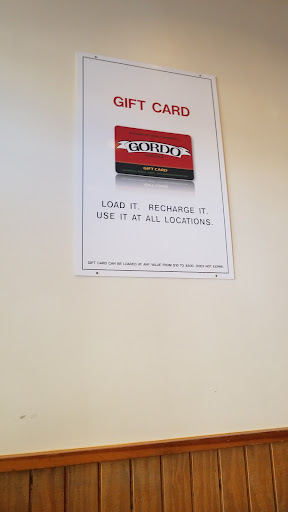 GIFT CARD
GORDO
GIFT CARD
LOAD IT. RECHARGE IT.
USE IT AT ALL LOCATIONS.
GIFT CARD CAN BE LOADED AT ANY VALUE FROM $10 TO $200. DOES NOT EXPIRE.